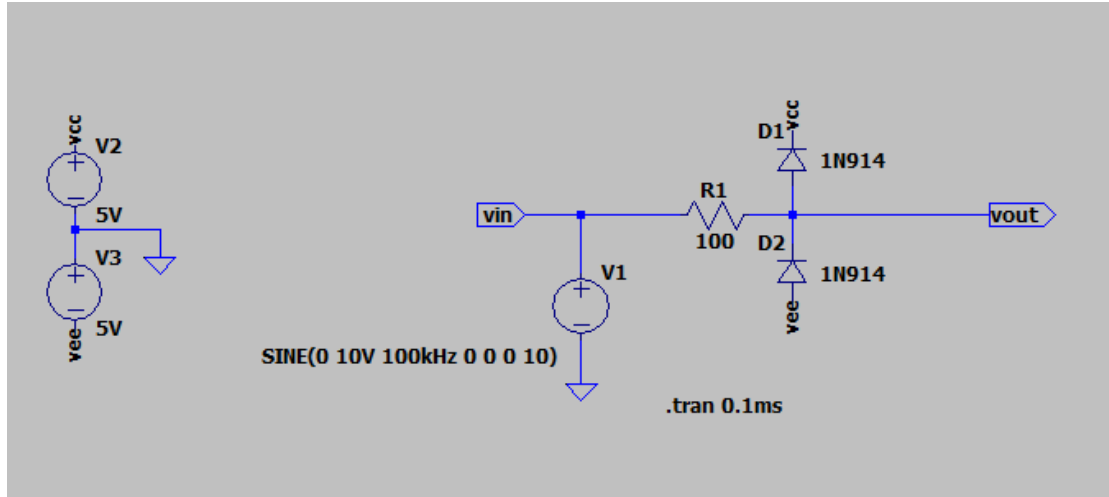 vcc
V2
5V
V3
5V
vee
vin
V1
SINE(0 10V 100kHz 0 0 0 10)
R1
100
vcc
D1
1N914
D2
1N914
vee
vout
.tran 0.1ms